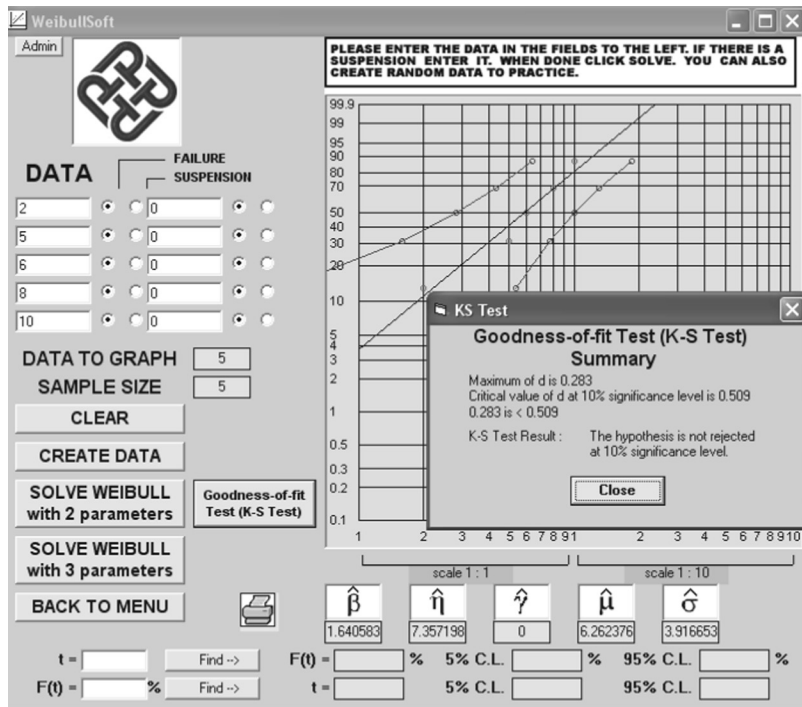 WeibullSoft
Admin
PLEASE ENTER THE DATA IN THE FIELDS TO THE LEFT. IF THERE IS A
SUSPENSION ENTER IT. WHEN DONE CLICK SOLVE. YOU CAN ALSO
CREATE RANDOM DATA TO PRACTICE.
DATA
FAILURE
SUSPENSION
2 0
5 0
6 0
8 0
10 0
DATA TO GRAPH 5
SAMPLE SIZE 5
CLEAR
CREATE DATA
SOLVE WEIBULL
with 2 parameters
Goodness-of-fit
Test (K-S Test)
SOLVE WEIBULL
with 3 parameters
BACK TO MENU
99.9
99
95
90
80
70
50
40
30
20
10
5
4
3
2
1
0.5
0.3
0.2
0.1
1 2 3 4 5 6 7 8 9 1 2 3 4 5 6 7 8 9 10
scale 1 : 1 scale 1 : 10
KS Test
Goodness-of-fit Test (K-S Test)
Summary
Maximum of d is 0.283
Critical value of d at 10% significance level is 0.509
0.283 is < 0.509
K-S Test Result : The hypothesis is not rejected
at 10% significance level.
Close
β̂ η̂ γ̂ μ̂ σ̂
1.640583 7.357198 0 6.262376 3.916653
t = Find --> F(t) = % 5% C.L. % 95% C.L. %
F(t) = % Find --> t = 5% C.L. 95% C.L.